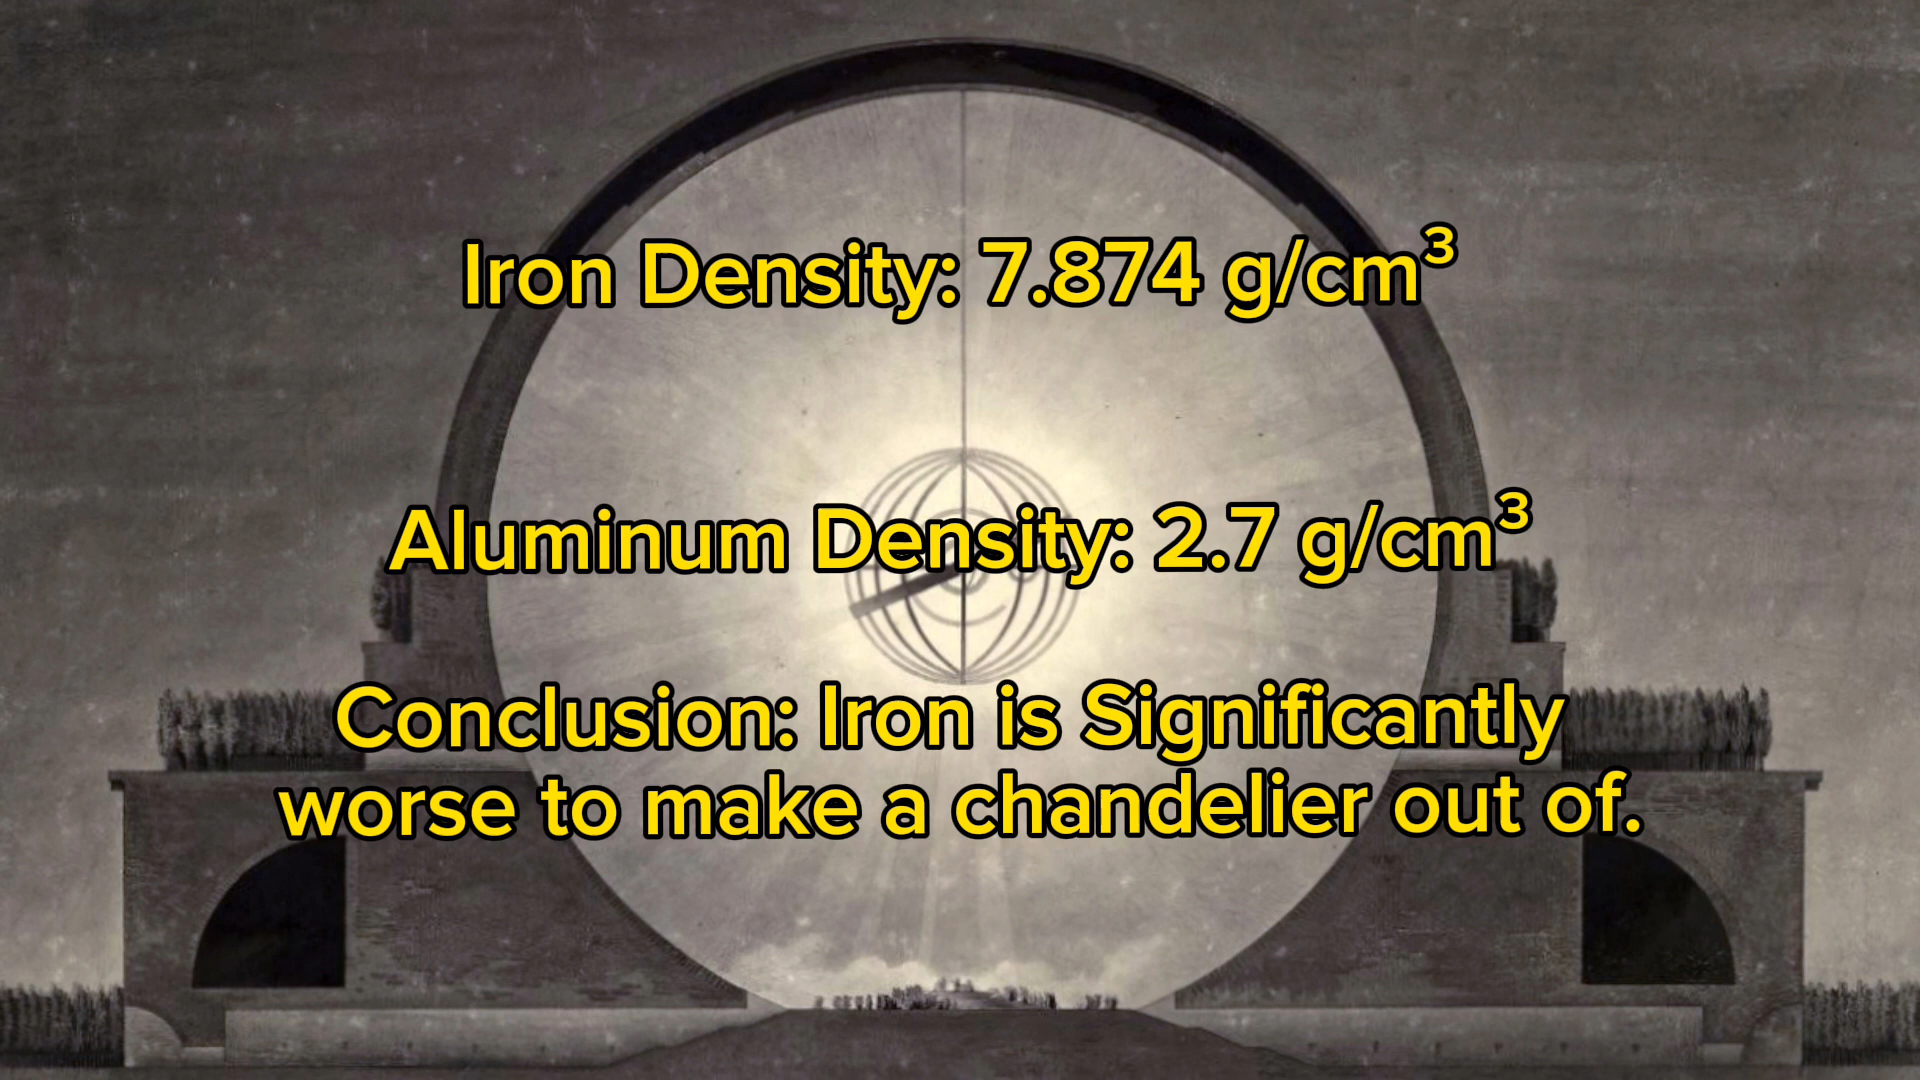 Iron Density: 7.874 g/cm³
Aluminum Density: 2.7 g/cm³
Conclusion: Iron is Significantly
worse to make a chandelier out of.